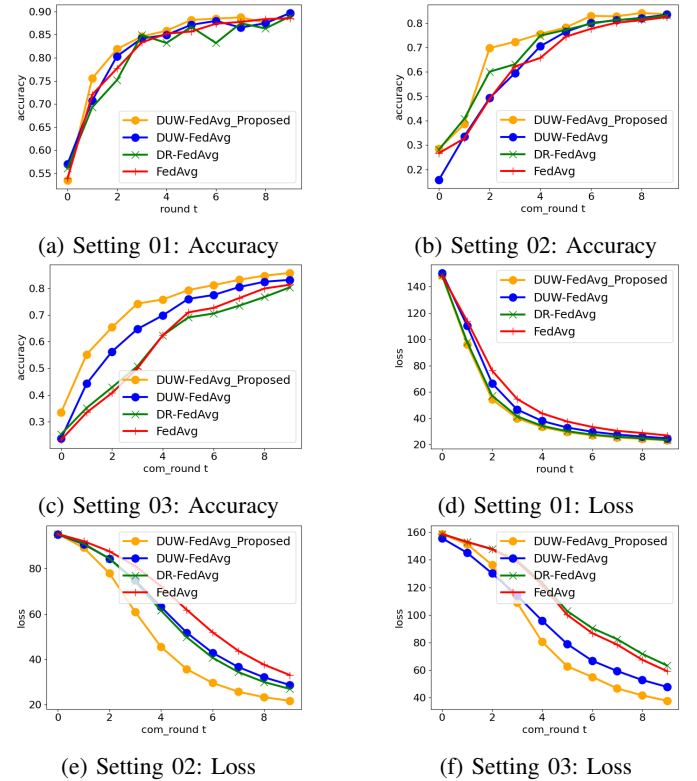 0.90
0.85
0.80
0.75
0.70
0.65
0.60
0.55
accuracy
DUW-FedAvg_Proposed
DUW-FedAvg
DR-FedAvg
FedAvg
0 2 4 6 8
round t
(a) Setting 01: Accuracy
0.8
0.7
0.6
0.5
0.4
0.3
0.2
accuracy
DUW-FedAvg_Proposed
DUW-FedAvg
DR-FedAvg
FedAvg
0 2 4 6 8
com_round t
(b) Setting 02: Accuracy
0.8
0.7
0.6
0.5
0.4
0.3
accuracy
DUW-FedAvg_Proposed
DUW-FedAvg
DR-FedAvg
FedAvg
0 2 4 6 8
com_round t
(c) Setting 03: Accuracy
140
120
100
80
60
40
20
loss
DUW-FedAvg_Proposed
DUW-FedAvg
DR-FedAvg
FedAvg
0 2 4 6 8
round t
(d) Setting 01: Loss
80
60
40
20
loss
DUW-FedAvg_Proposed
DUW-FedAvg
DR-FedAvg
FedAvg
0 2 4 6 8
com_round t
(e) Setting 02: Loss
160
140
120
100
80
60
40
loss
DUW-FedAvg_Proposed
DUW-FedAvg
DR-FedAvg
FedAvg
0 2 4 6 8
com_round t
(f) Setting 03: Loss